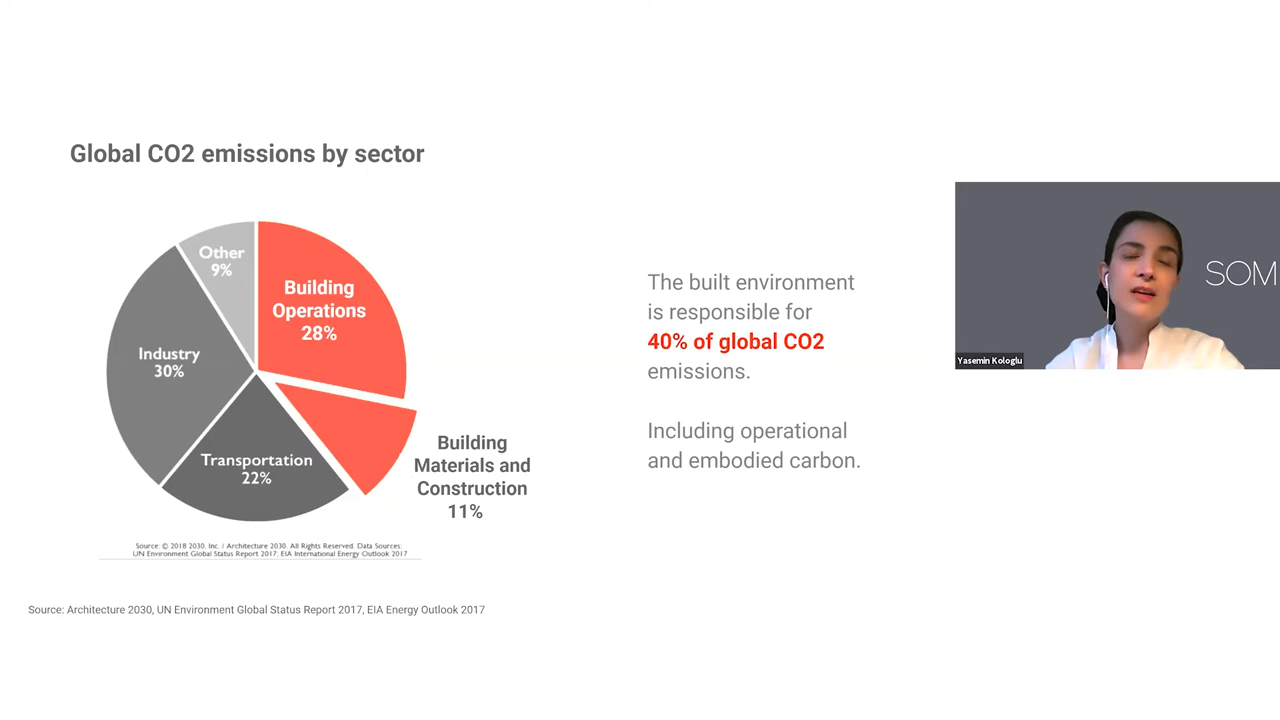 Global CO2 emissions by sector
Other
9%
Building
Operations
28%
Industry
30%
Transportation
22%
Building
Materials and
Construction
11%
Source: © 2018 2030, Inc. / Architecture 2030. All Rights Reserved. Data Sources:
UN Environment Global Status Report 2017; EIA International Energy Outlook 2017
Source: Architecture 2030, UN Environment Global Status Report 2017, EIA Energy Outlook 2017
The built environment
is responsible for
40% of global CO2
emissions.
Including operational
and embodied carbon.
SOM
Yasemin Kologlu